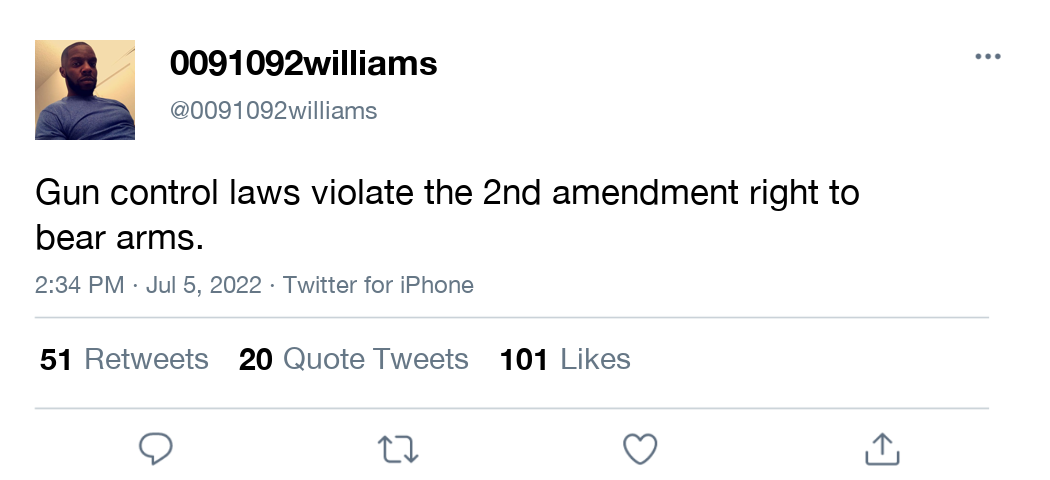 0091092williams
@0091092williams
Gun control laws violate the 2nd amendment right to
bear arms.
2:34 PM · Jul 5, 2022 · Twitter for iPhone
51 Retweets 20 Quote Tweets 101 Likes